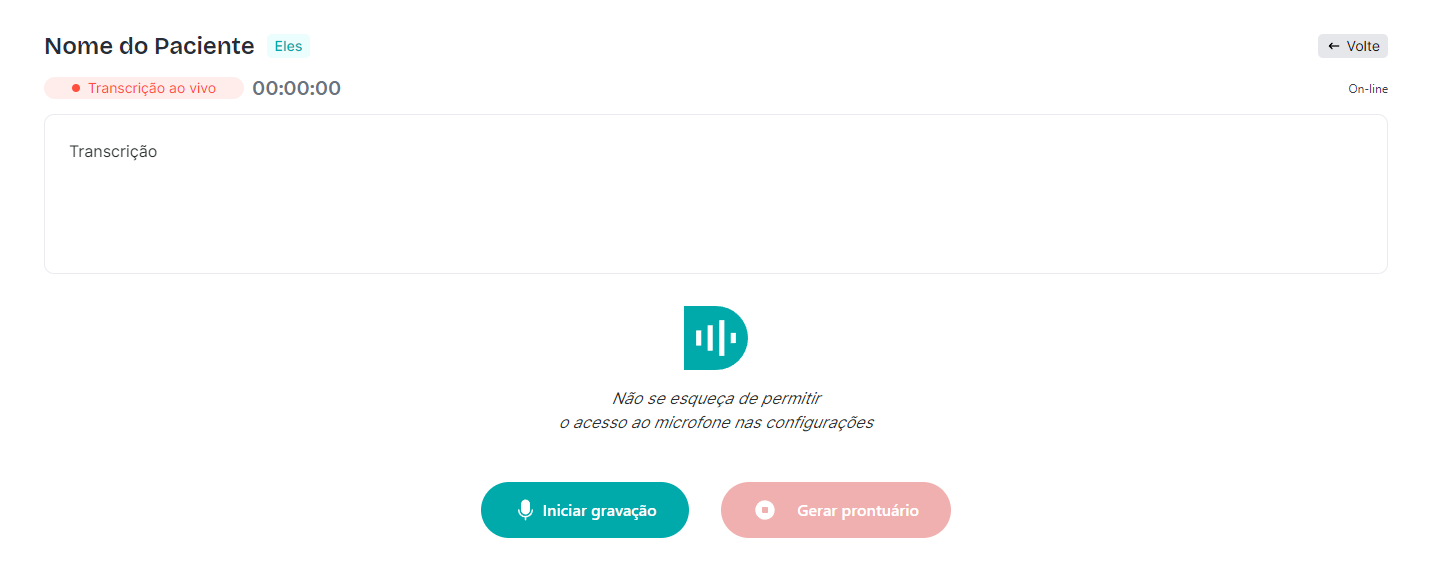 Nome do Paciente Eles
← Volte
Transcrição ao vivo 00:00:00
On-line
Transcrição
Não se esqueça de permitir
o acesso ao microfone nas configurações
Iniciar gravação
Gerar prontuário